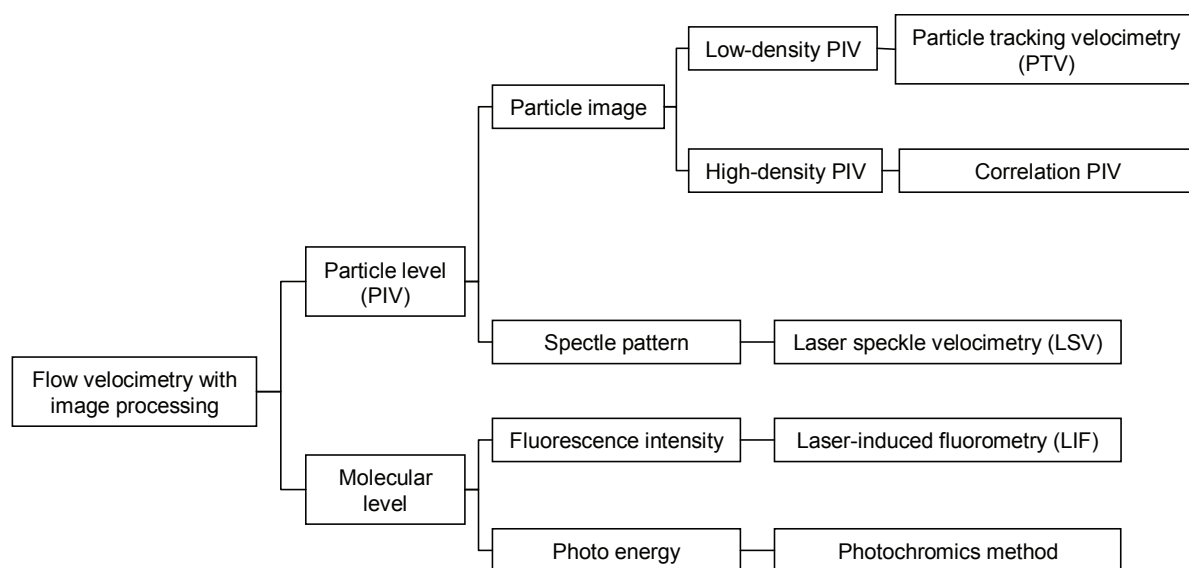 Low-density PIV
Particle tracking velocimetry
(PTV)
Particle image
High-density PIV
Correlation PIV
Particle level
(PIV)
Spectle pattern
Laser speckle velocimetry (LSV)
Flow velocimetry with
image processing
Fluorescence intensity
Laser-induced fluorometry (LIF)
Molecular
level
Photo energy
Photochromics method